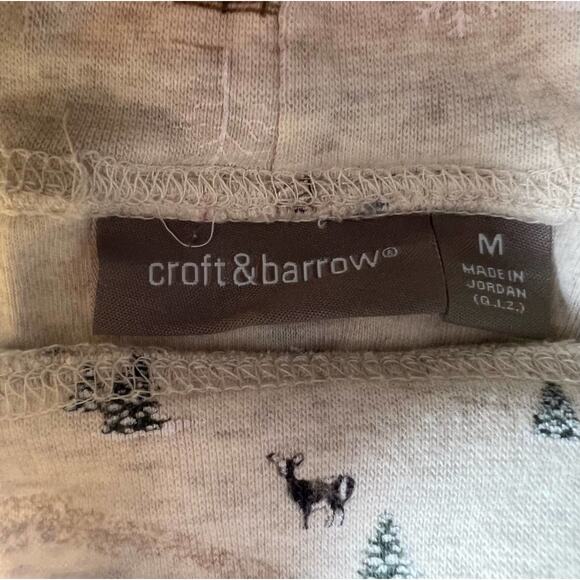 croft&barrow®
M
MADE IN
JORDAN
(Q.I.Z.)